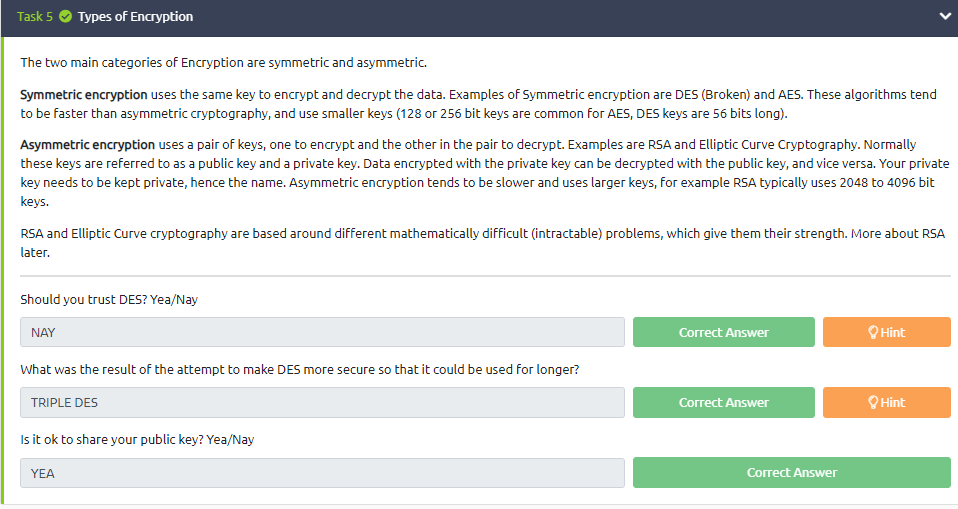 Task 5 Types of Encryption
The two main categories of Encryption are symmetric and asymmetric.
Symmetric encryption uses the same key to encrypt and decrypt the data. Examples of Symmetric encryption are DES (Broken) and AES. These algorithms tend
to be faster than asymmetric cryptography, and use smaller keys (128 or 256 bit keys are common for AES, DES keys are 56 bits long).
Asymmetric encryption uses a pair of keys, one to encrypt and the other in the pair to decrypt. Examples are RSA and Elliptic Curve Cryptography. Normally
these keys are referred to as a public key and a private key. Data encrypted with the private key can be decrypted with the public key, and vice versa. Your private
key needs to be kept private, hence the name. Asymmetric encryption tends to be slower and uses larger keys, for example RSA typically uses 2048 to 4096 bit
keys.
RSA and Elliptic Curve cryptography are based around different mathematically difficult (intractable) problems, which give them their strength. More about RSA
later.
Should you trust DES? Yea/Nay
NAY Correct Answer Hint
What was the result of the attempt to make DES more secure so that it could be used for longer?
TRIPLE DES Correct Answer Hint
Is it ok to share your public key? Yea/Nay
YEA Correct Answer